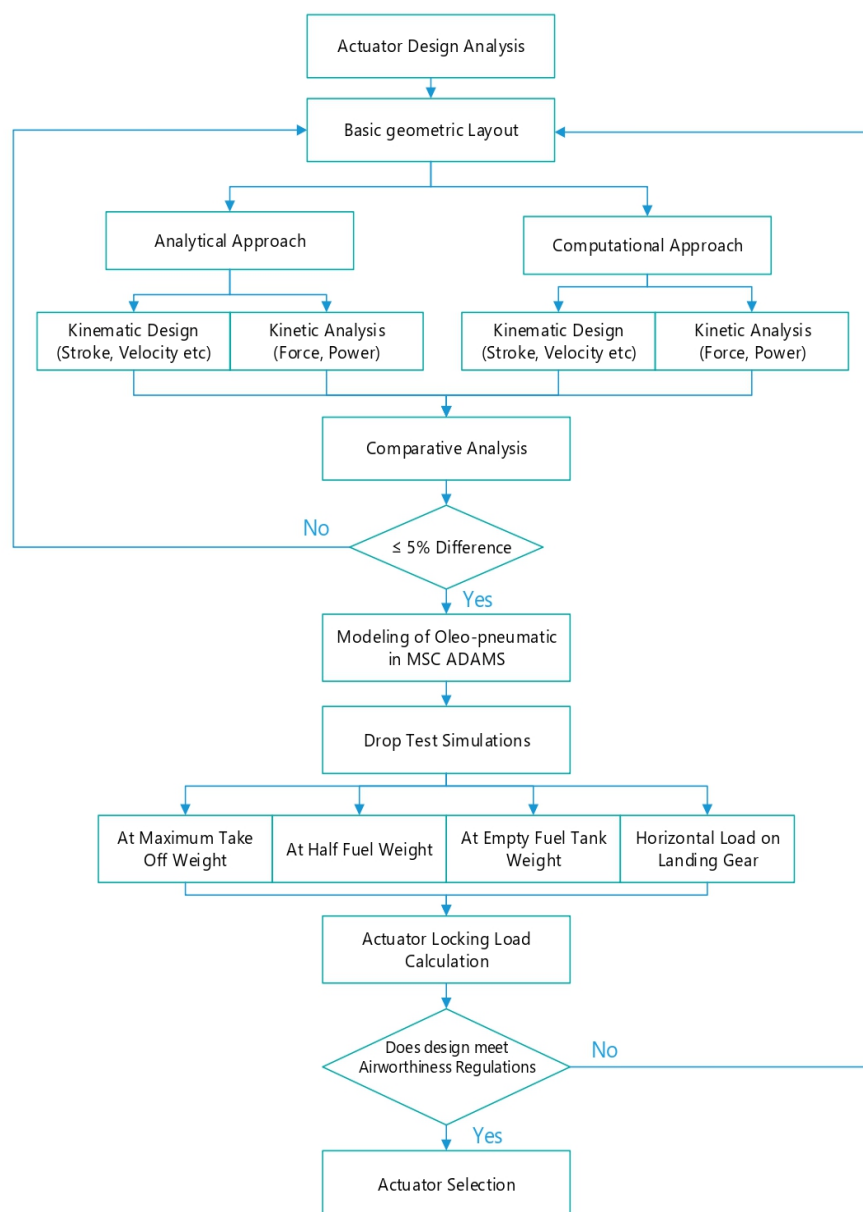 Actuator Design Analysis
Basic geometric Layout
Analytical Approach
Computational Approach
Kinematic Design
(Stroke, Velocity etc)
Kinetic Analysis
(Force, Power)
Kinematic Design
(Stroke, Velocity etc)
Kinetic Analysis
(Force, Power)
Comparative Analysis
No
≤ 5% Difference
Yes
Modeling of Oleo-pneumatic
in MSC ADAMS
Drop Test Simulations
At Maximum Take
Off Weight
At Half Fuel Weight
At Empty Fuel Tank
Weight
Horizontal Load on
Landing Gear
Actuator Locking Load
Calculation
Does design meet
Airworthiness Regulations
No
Yes
Actuator Selection